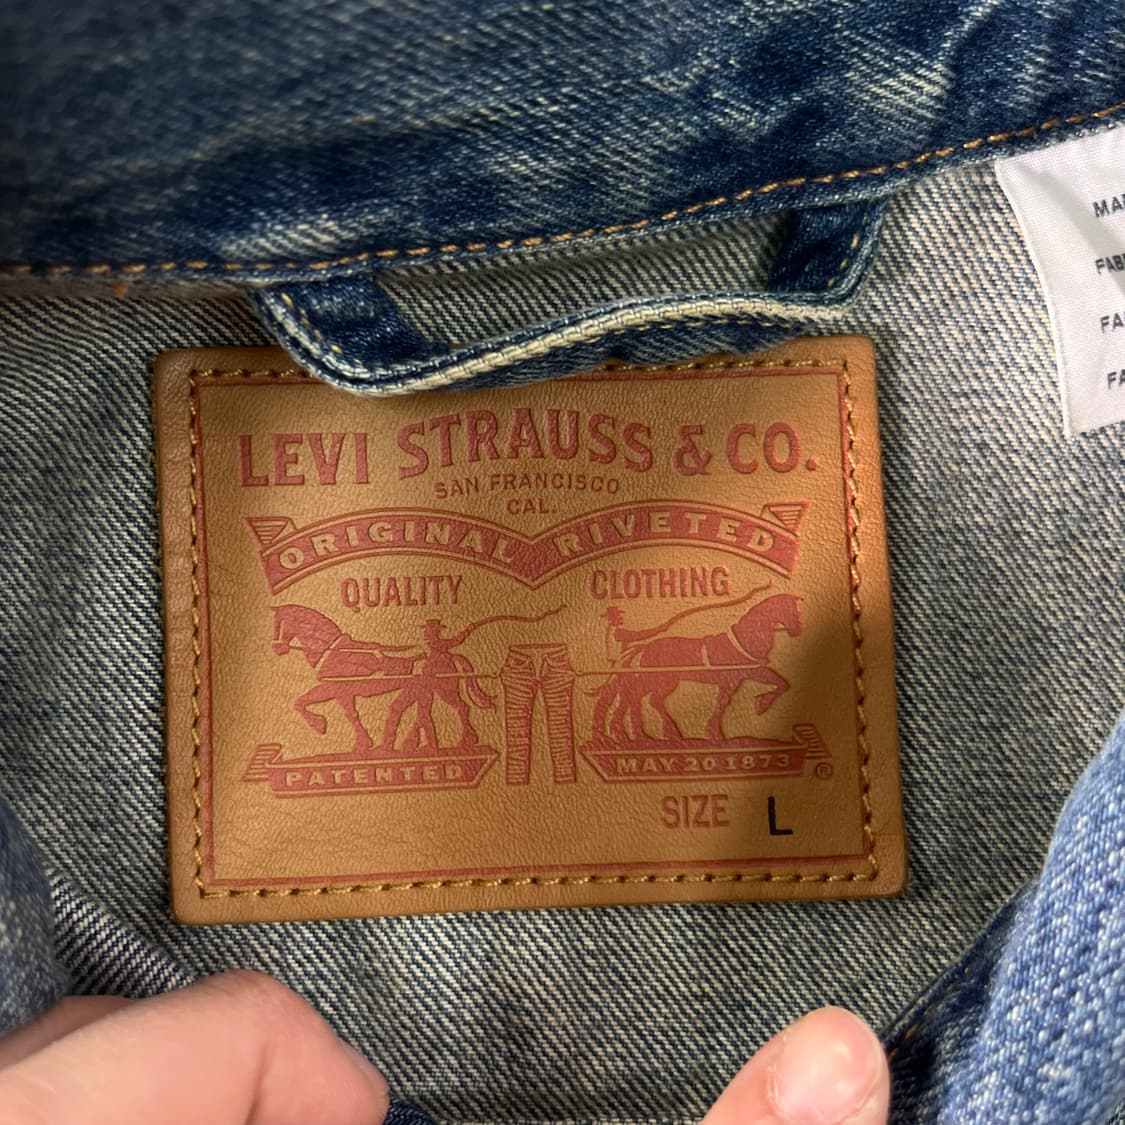 LEVI STRAUSS & CO.
SAN FRANCISCO
CAL.
ORIGINAL RIVETED
QUALITY CLOTHING
PATENTED MAY 20 1873 ®
SIZE L